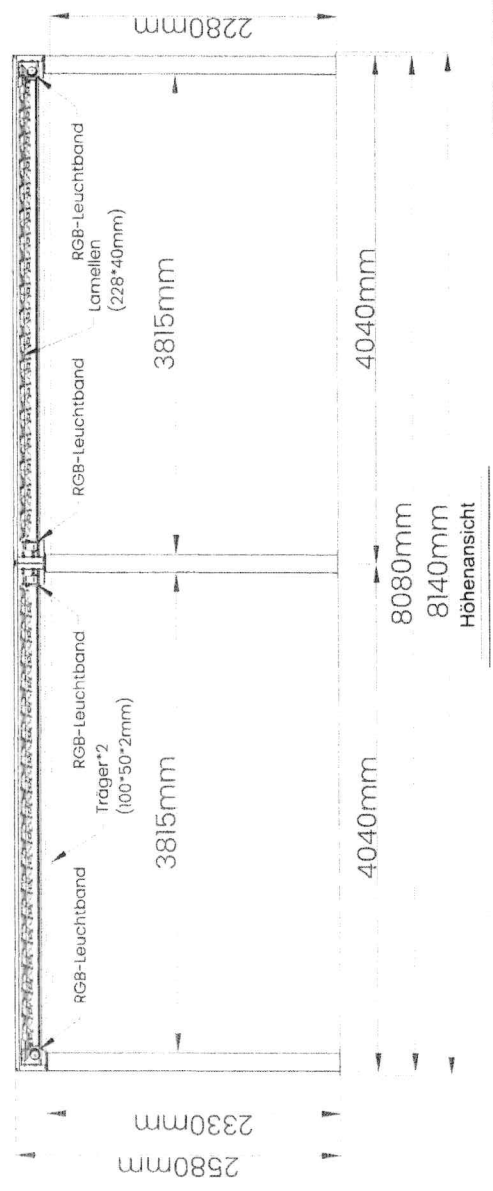 RGB-Leuchtband
Träger*2
(100*50*2mm)
RGB-Leuchtband
RGB-Leuchtband
Lamellen
(228*40mm)
RGB-Leuchtband
2580mm
2330mm
3815mm
3815mm
2280mm
4040mm
4040mm
8080mm
8140mm
Höhenansicht